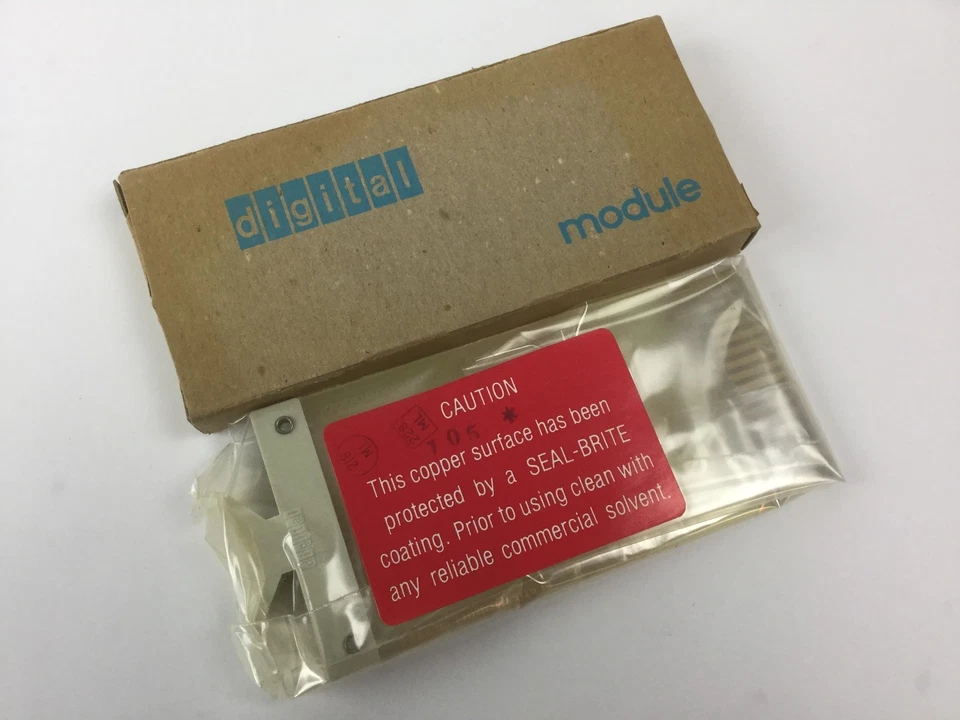 digital
module
CAUTION
105 *
This copper surface has been
protected by a SEAL-BRITE
coating. Prior to using clean with
any reliable commercial solvent.